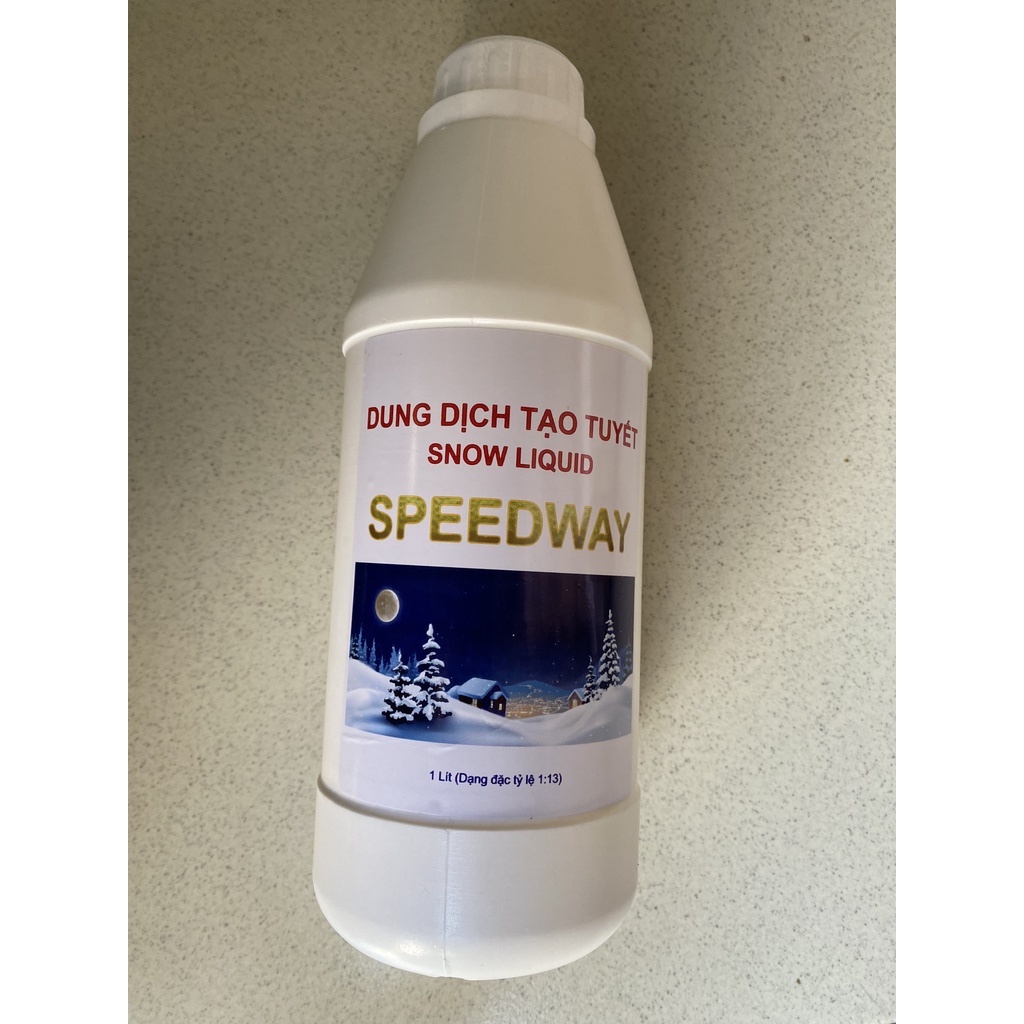 DUNG DỊCH TẠO TUYẾT
SNOW LIQUID
SPEEDWAY
1 Lít (Dạng đặc tỷ lệ 1:13)